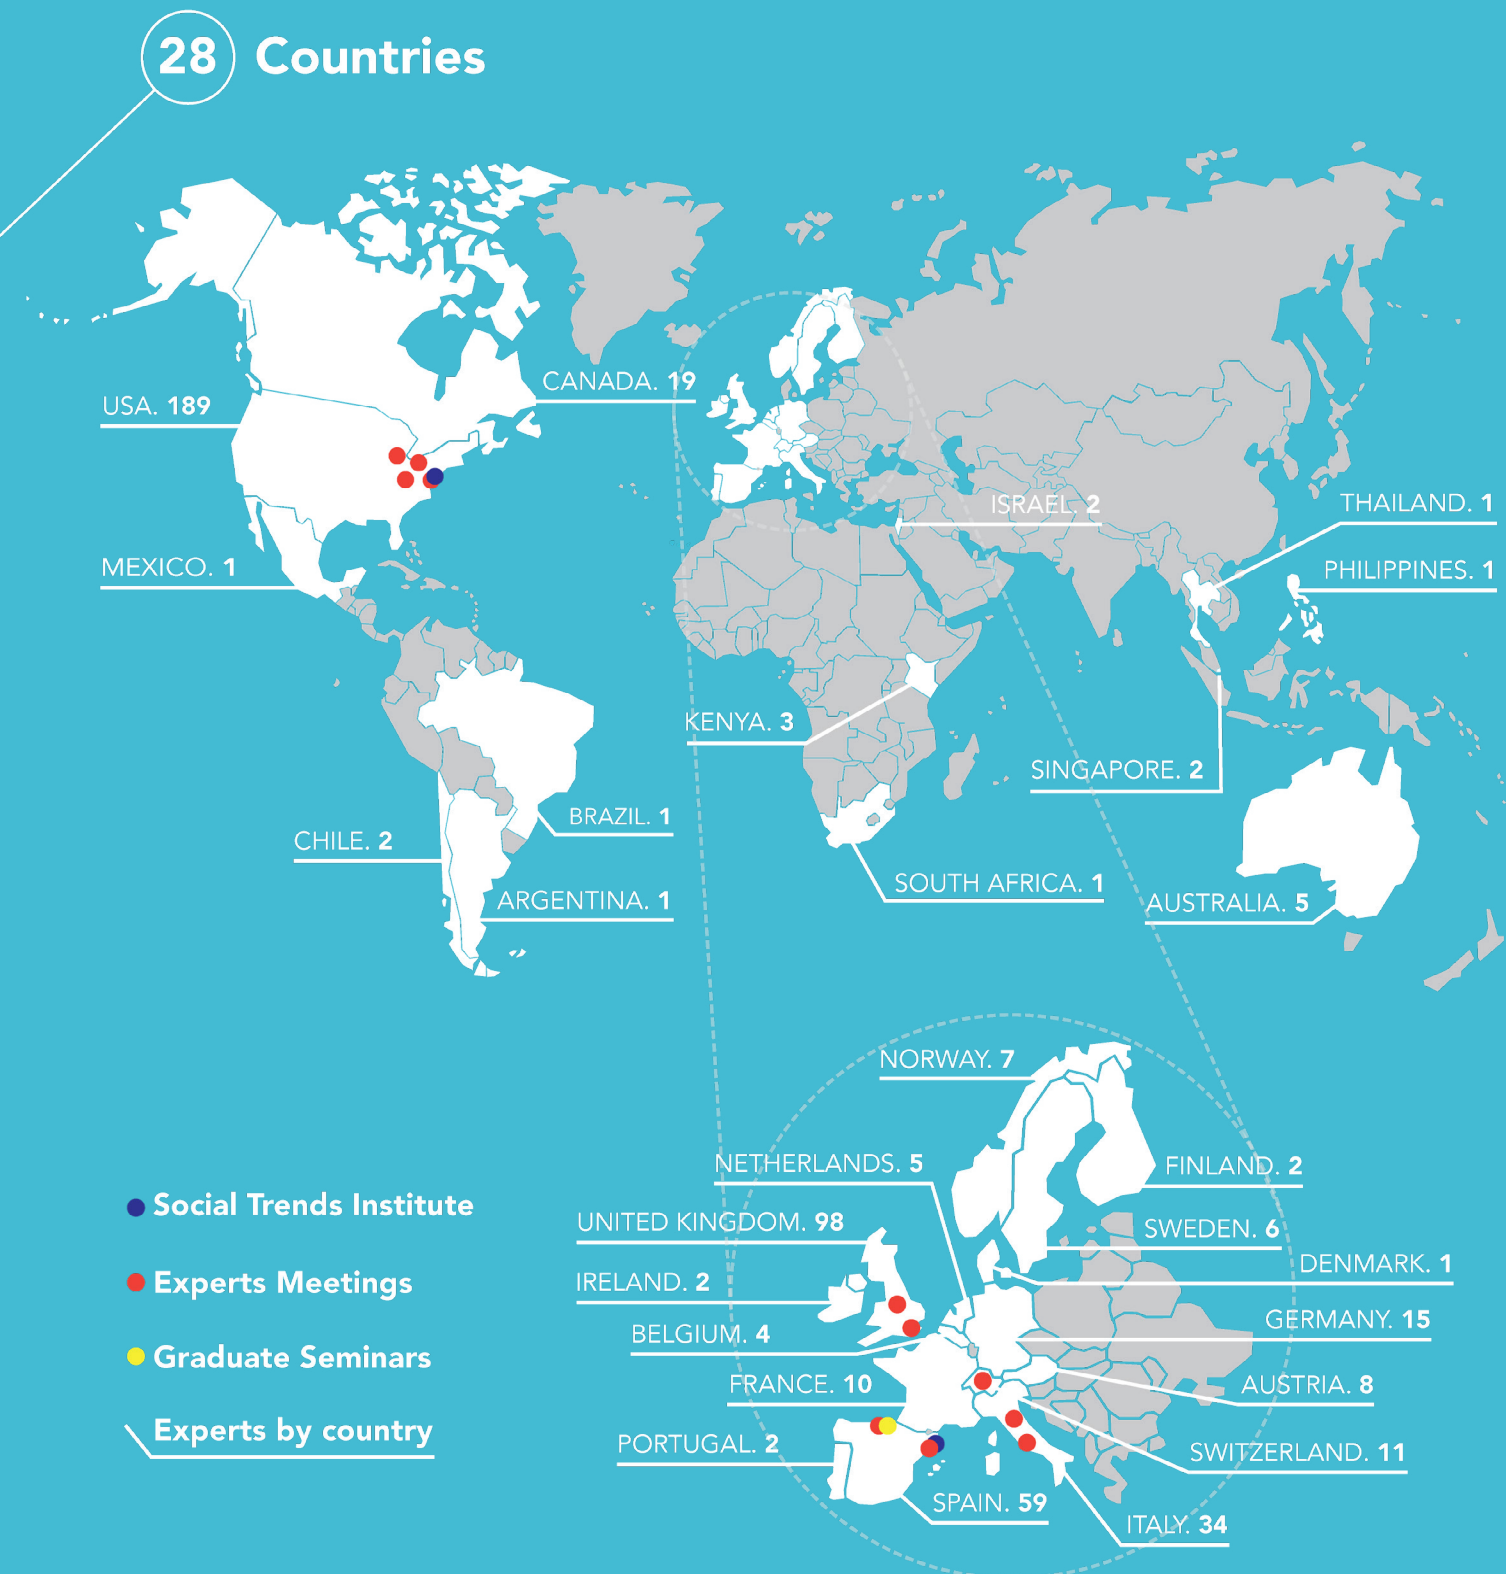 28 Countries
CANADA. 19
USA. 189
ISRAEL. 2
THAILAND. 1
MEXICO. 1
PHILIPPINES. 1
KENYA. 3
SINGAPORE. 2
BRAZIL. 1
CHILE. 2
SOUTH AFRICA. 1
ARGENTINA. 1
AUSTRALIA. 5
NORWAY. 7
NETHERLANDS. 5
FINLAND. 2
UNITED KINGDOM. 98
SWEDEN. 6
DENMARK. 1
IRELAND. 2
GERMANY. 15
BELGIUM. 4
FRANCE. 10
AUSTRIA. 8
PORTUGAL. 2
SWITZERLAND. 11
SPAIN. 59
ITALY. 34
Social Trends Institute
Experts Meetings
Graduate Seminars
Experts by country